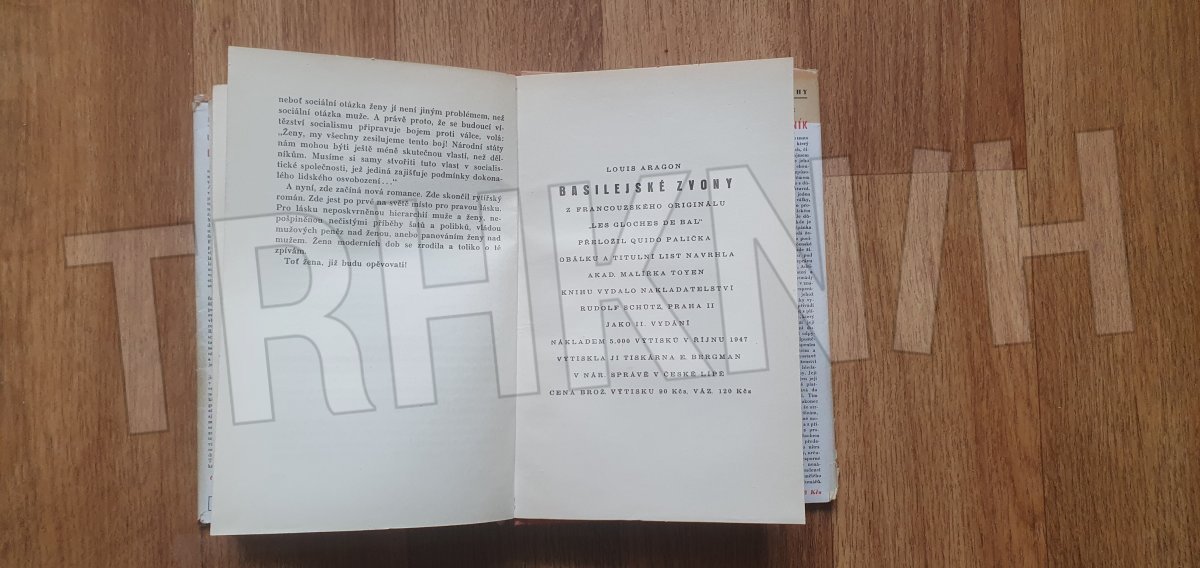 neboť sociální otázka ženy jí není jiným problémem, než
sociální otázka muže. A právě proto, že se budoucí ví-
tězství socialismu připravuje bojem proti válce, volá:
„Ženy, my všechny zesilujeme tento boj! Národní státy
nám mohou býti ještě méně skutečnou vlastí, než děl-
níkům. Musíme si samy stvořiti tuto vlast v socialis-
tické společnosti, jež jediná zajišťuje podmínky dokona-
lého lidského osvobození..."
A nyní, zde začíná nová romance. Zde skončil rytířský
román. Zde jest po prvé na světě místo pro pravou lásku.
Pro lásku neposkvrněnou hierarchií muže a ženy, ne-
pošpiněnou nečistými příběhy šatů a polibků, vládou
mužových peněz nad ženou, anebo panováním ženy nad
mužem. Žena moderních dob se zrodila a toliko o té
zpívám.
Toť žena, již budu opěvovati!
LOUIS ARAGON
BASILEJSKÉ ZVONY
Z FRANCOUZSKÉHO ORIGINÁLU
„LES CLOCHES DE BAL"
PŘELOŽIL QUIDO PALIČKA
OBÁLKU A TITULNÍ LIST NAVRHLA
AKAD. MALÍŘKA TOYEN
KNIHU VYDALO NAKLADATELSTVÍ
RUDOLF SCHÜTZ, PRAHA II
JAKO II. VYDÁNÍ
NÁKLADEM 5.000 VÝTISKŮ V ŘÍJNU 1947
VYTISKLA JI TISKÁRNA E. BERGMAN
V NÁR. SPRÁVĚ V ČESKÉ LÍPĚ
CENA BROŽ. VÝTISKU 90 Kčs, VÁZ. 120 Kčs
TRHKNIH